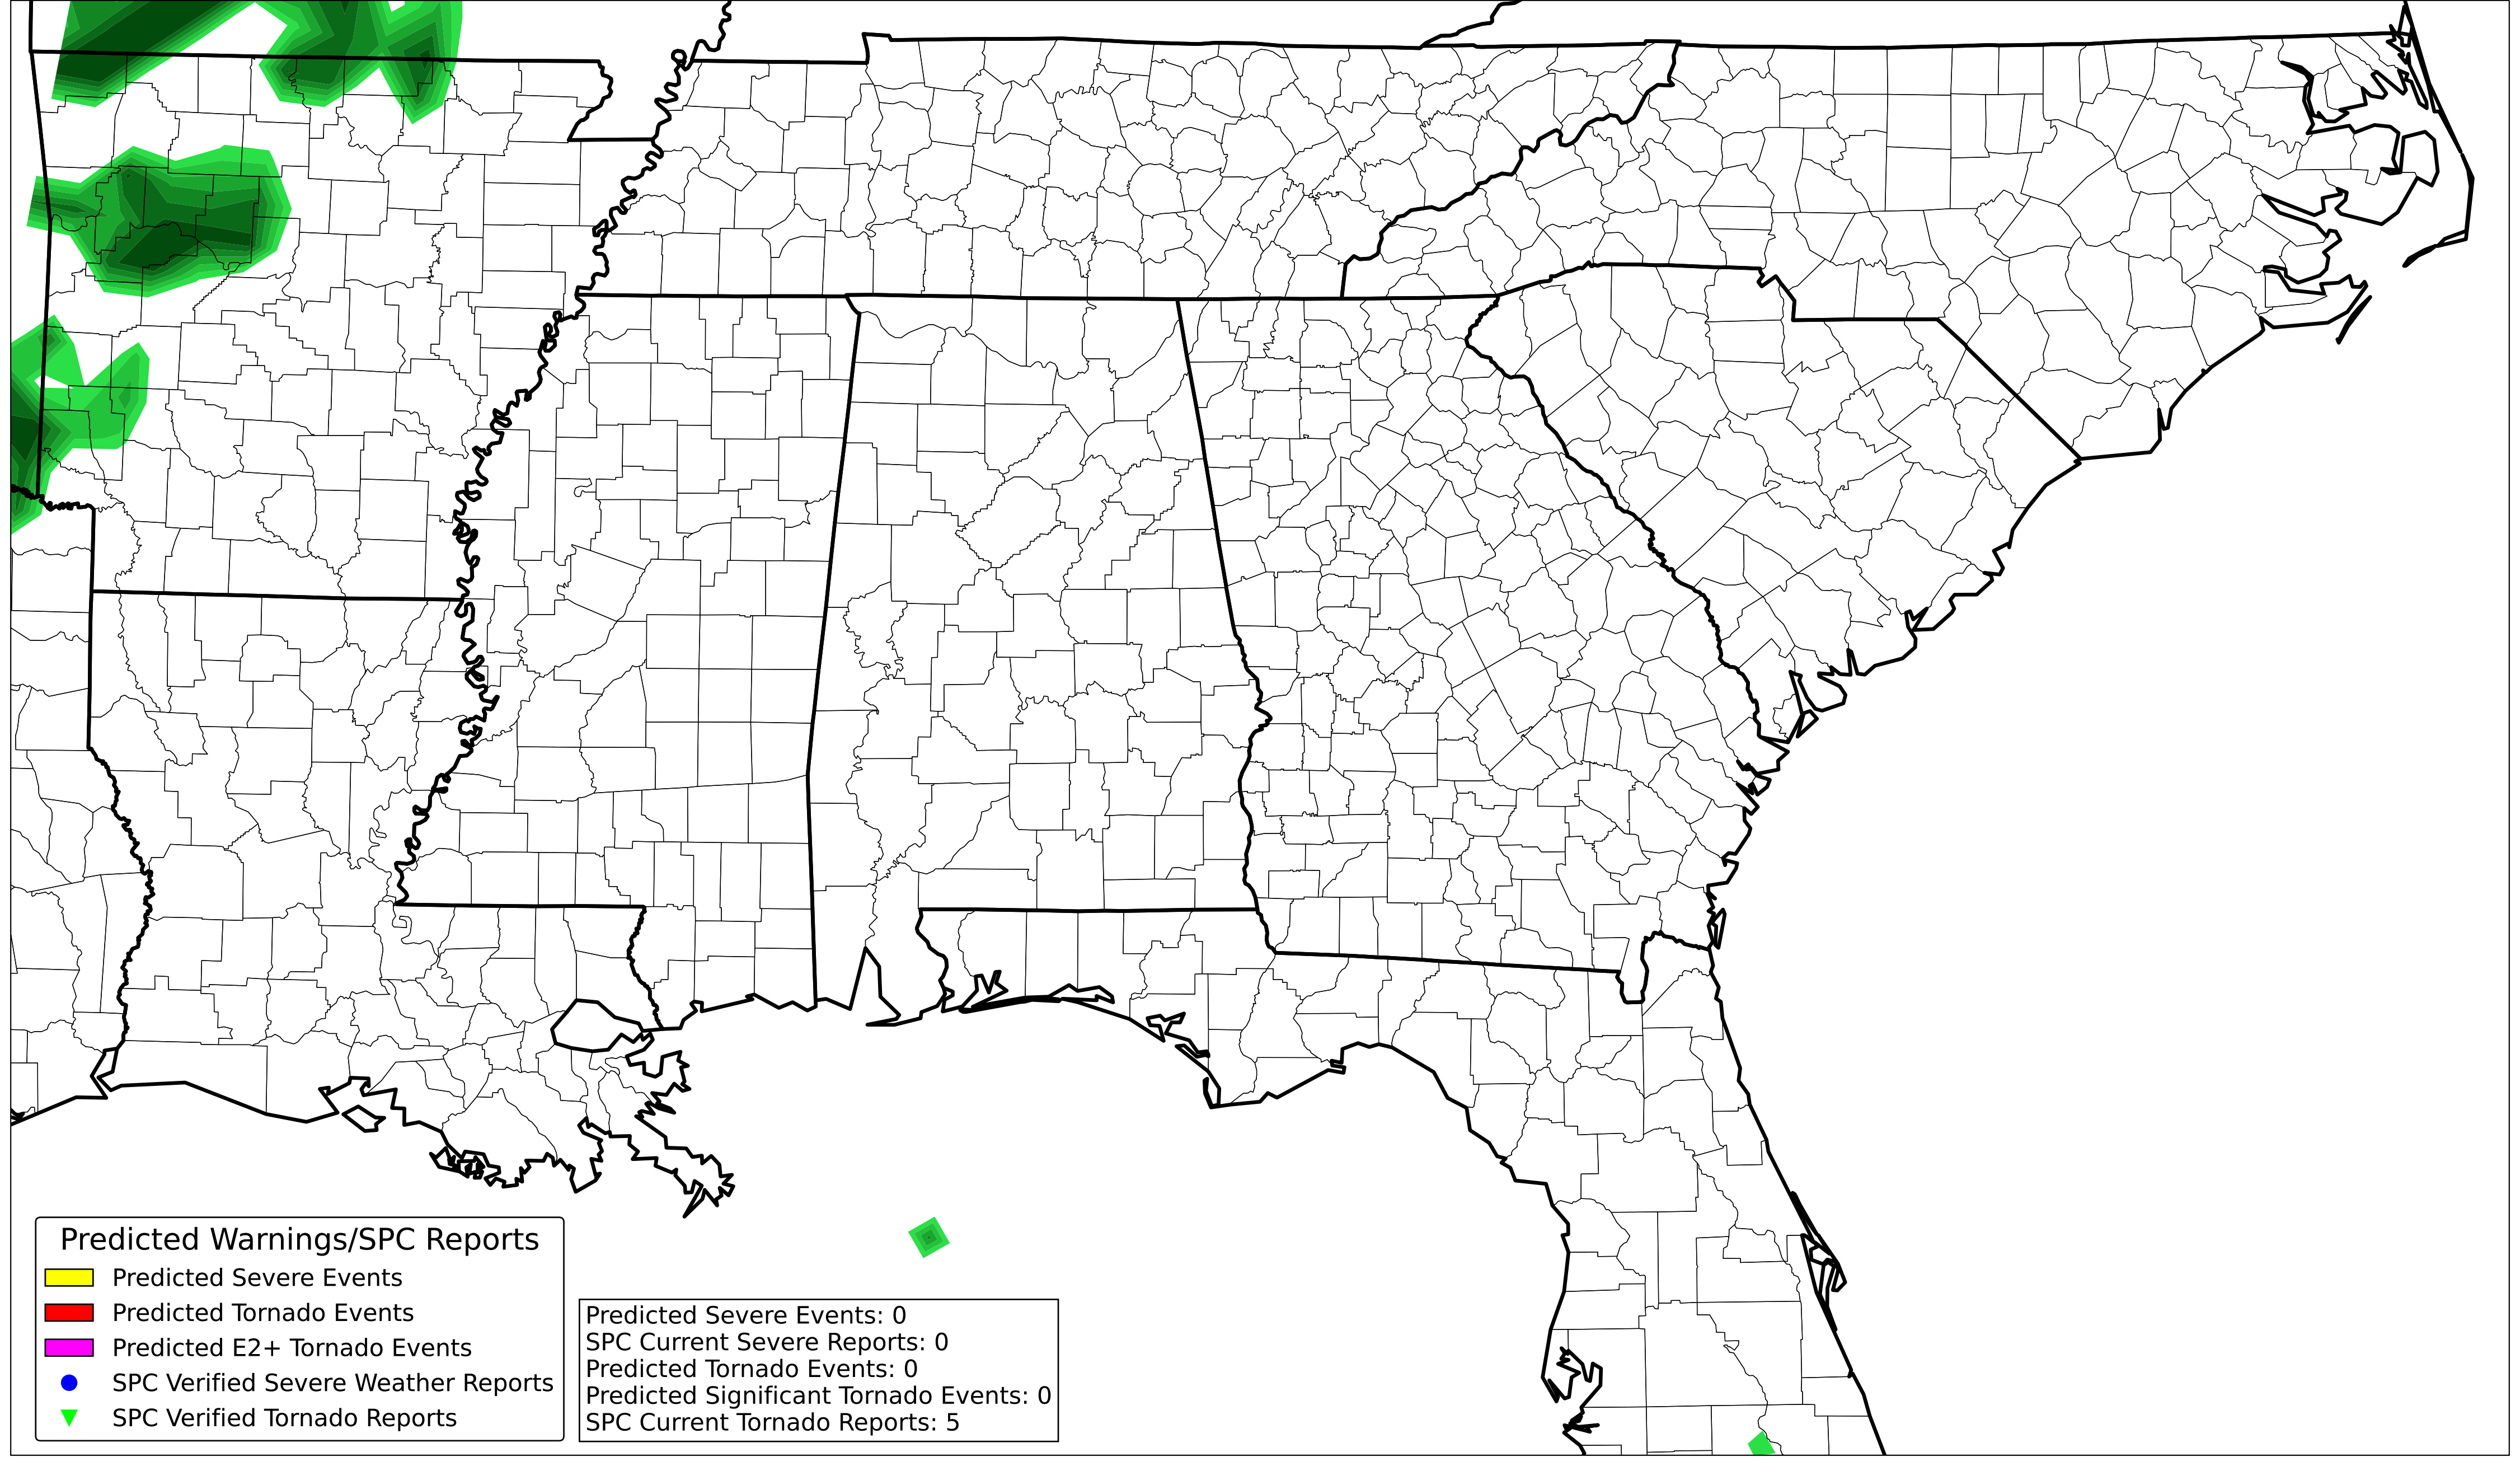 Predicted Warnings/SPC Reports
Predicted Severe Events
Predicted Tornado Events
Predicted E2+ Tornado Events
SPC Verified Severe Weather Reports
SPC Verified Tornado Reports
Predicted Severe Events: 0
SPC Current Severe Reports: 0
Predicted Tornado Events: 0
Predicted Significant Tornado Events: 0
SPC Current Tornado Reports: 5